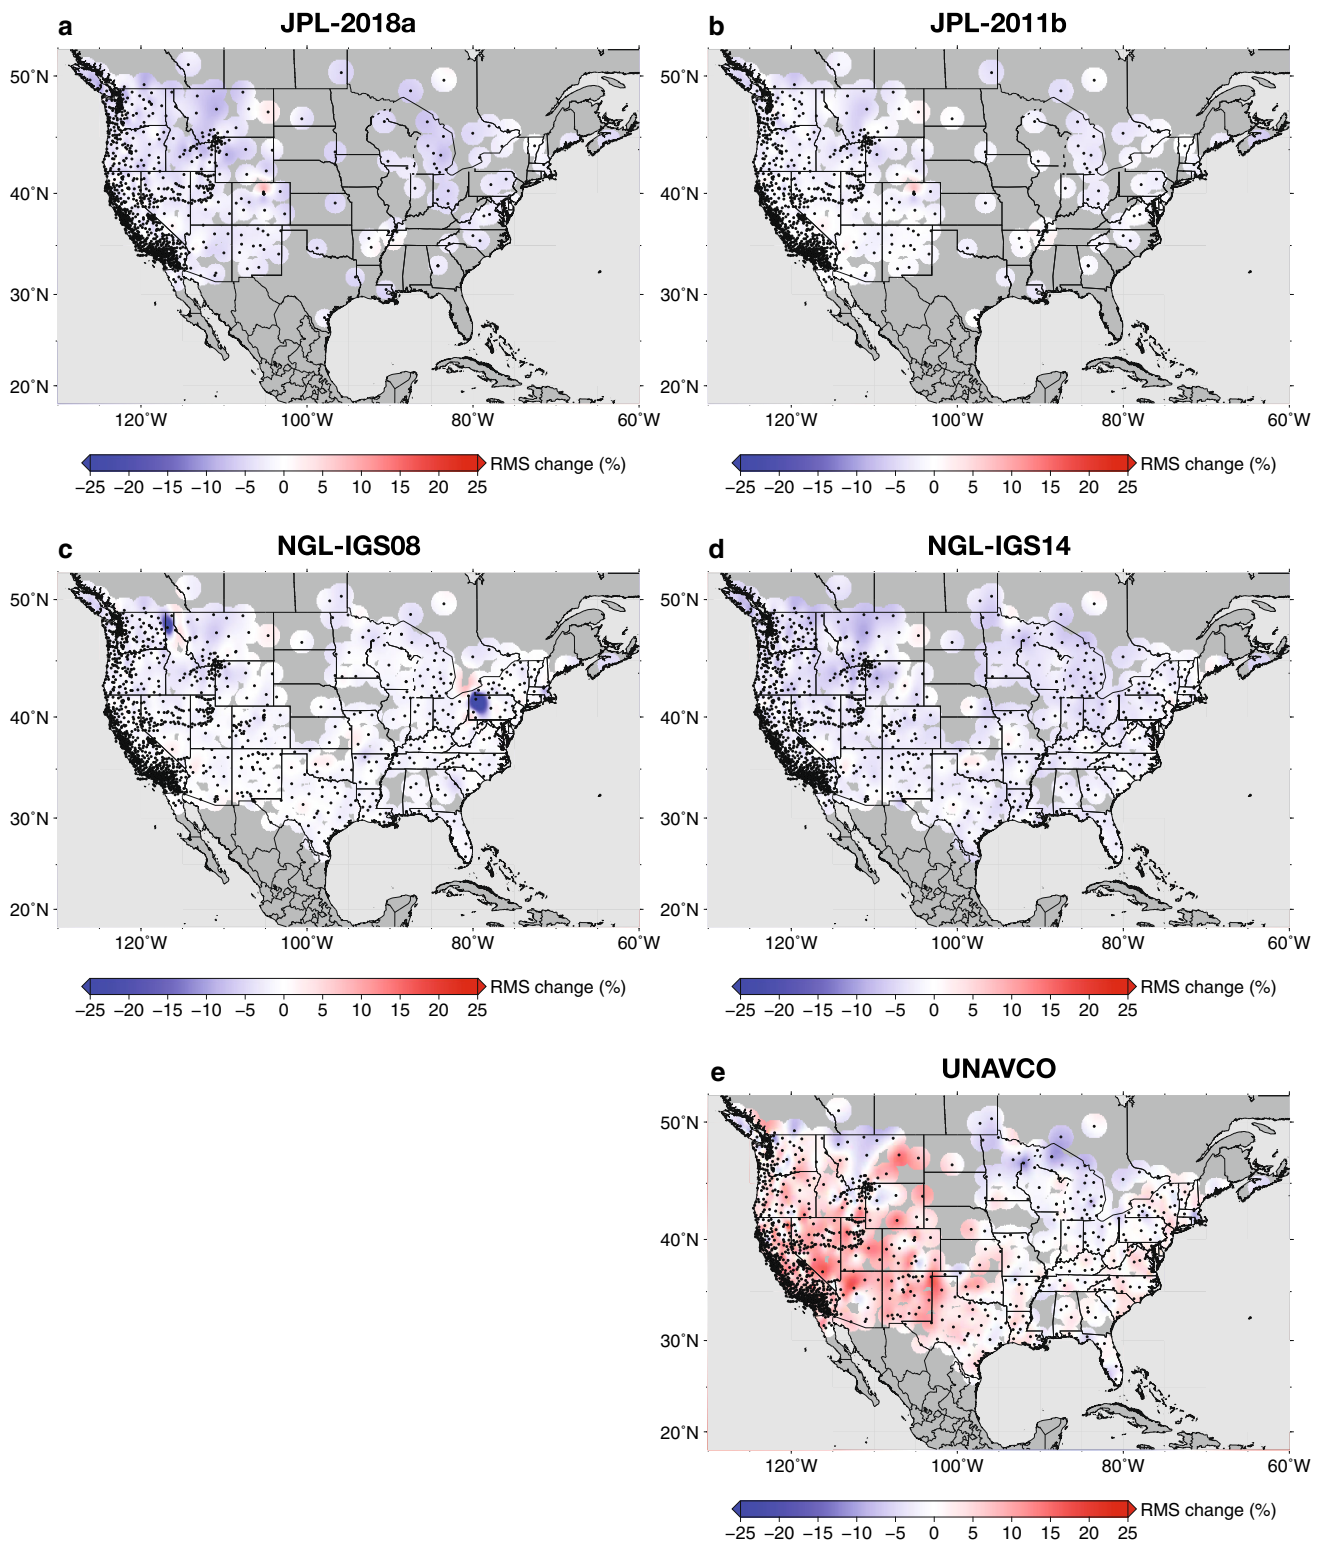 a JPL-2018a
b JPL-2011b
50°N
40°N
30°N
20°N
120°W 100°W 80°W 60°W
50°N
40°N
30°N
20°N
120°W 100°W 80°W 60°W
RMS change (%)
−25 −20 −15 −10 −5 0 5 10 15 20 25
RMS change (%)
−25 −20 −15 −10 −5 0 5 10 15 20 25
c NGL-IGS08
d NGL-IGS14
50°N
40°N
30°N
20°N
120°W 100°W 80°W 60°W
50°N
40°N
30°N
20°N
120°W 100°W 80°W 60°W
RMS change (%)
−25 −20 −15 −10 −5 0 5 10 15 20 25
RMS change (%)
−25 −20 −15 −10 −5 0 5 10 15 20 25
e UNAVCO
50°N
40°N
30°N
20°N
120°W 100°W 80°W 60°W
RMS change (%)
−25 −20 −15 −10 −5 0 5 10 15 20 25